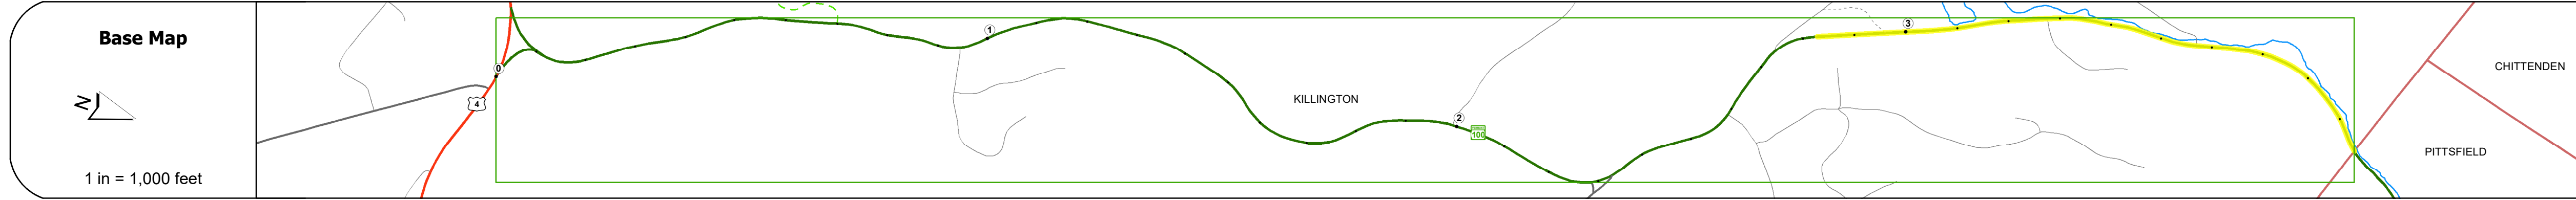 Base Map
N
1 in = 1,000 feet
0
4
1
KILLINGTON
2
100
3
CHITTENDEN
PITTSFIELD